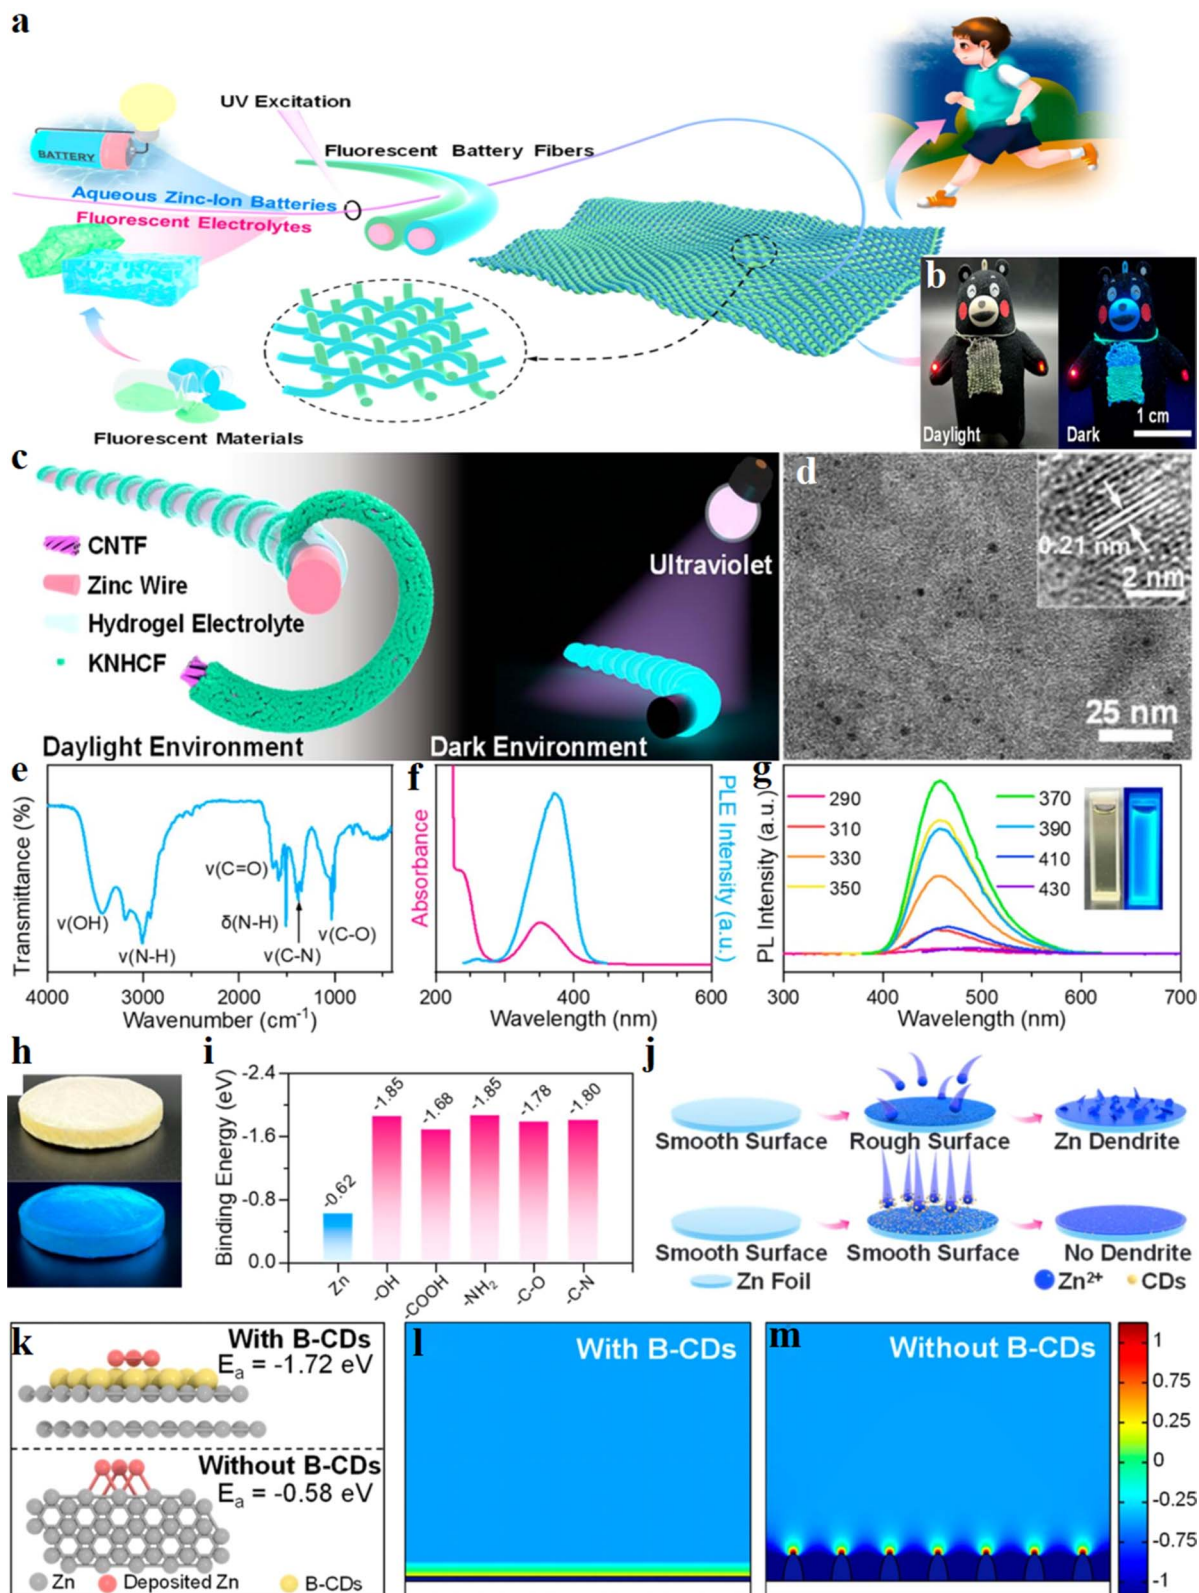 a
UV Excitation
Fluorescent Battery Fibers
BATTERY
Aqueous Zinc-Ion Batteries
Fluorescent Electrolytes
Fluorescent Materials
b
Daylight
Dark
1 cm
c
CNTF
Zinc Wire
Hydrogel Electrolyte
KNHCF
Daylight Environment
Ultraviolet
Dark Environment
d
0.21 nm
2 nm
25 nm
e
Transmittance (%)
ν(OH)
ν(N-H)
ν(C=O)
δ(N-H)
ν(C-N)
ν(C-O)
4000 3000 2000 1000
Wavenumber (cm-1)
f
Absorbance
PLE Intensity (a.u.)
200 400 600
Wavelength (nm)
g
PL Intensity (a.u.)
290 370
310 390
330 410
350 430
300 400 500 600 700
Wavelength (nm)
h
i
Binding Energy (eV)
-2.4
-1.6
-0.8
0.0
-0.62
-1.85
-1.68
-1.85
-1.78
-1.80
Zn
-OH
-COOH
-NH2
-C-O
-C-N
j
Smooth Surface Rough Surface Zn Dendrite
Smooth Surface Smooth Surface No Dendrite
Zn Foil Zn2+ CDs
k
With B-CDs
Ea = -1.72 eV
Without B-CDs
Ea = -0.58 eV
Zn Deposited Zn B-CDs
l
With B-CDs
m
Without B-CDs
1
0.75
0.25
0
-0.25
-0.75
-1